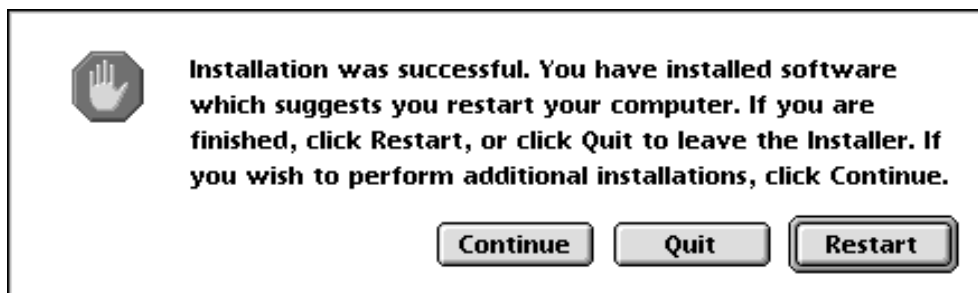 Installation was successful. You have installed software
which suggests you restart your computer. If you are
finished, click Restart, or click Quit to leave the Installer. If
you wish to perform additional installations, click Continue.
Continue Quit Restart